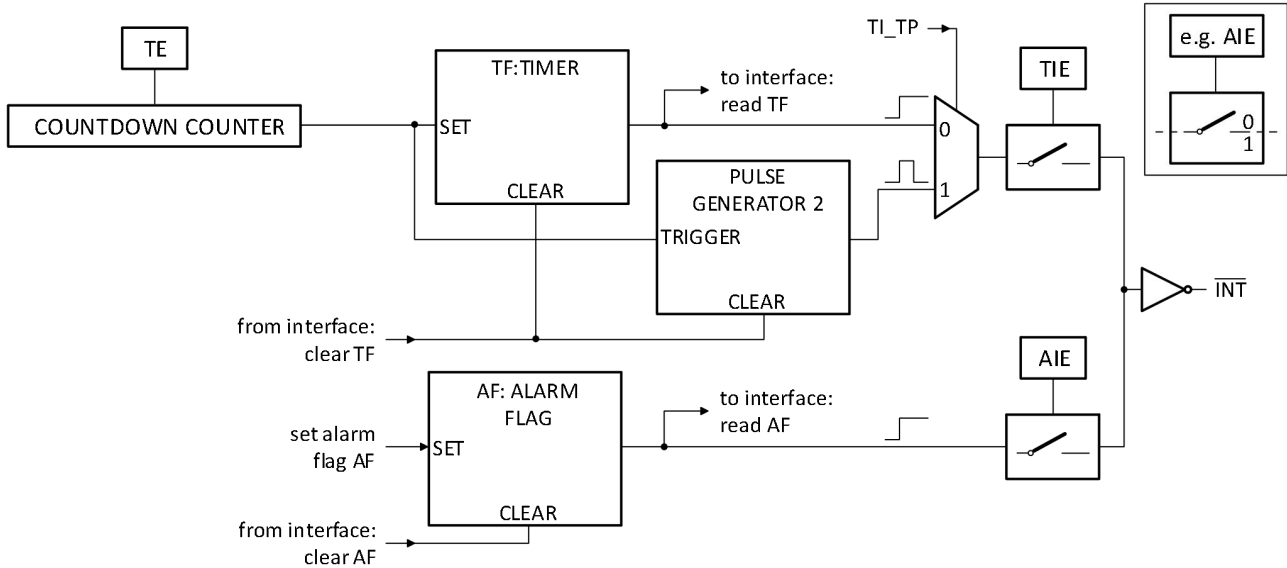 TE
COUNTDOWN COUNTER
TF:TIMER
SET
CLEAR
to interface:
read TF
TI_TP
0
1
TIE
e.g. AIE
0
1
PULSE
GENERATOR 2
TRIGGER
CLEAR
from interface:
clear TF
INT
AF: ALARM
FLAG
set alarm
flag AF
SET
CLEAR
to interface:
read AF
AIE
from interface:
clear AF